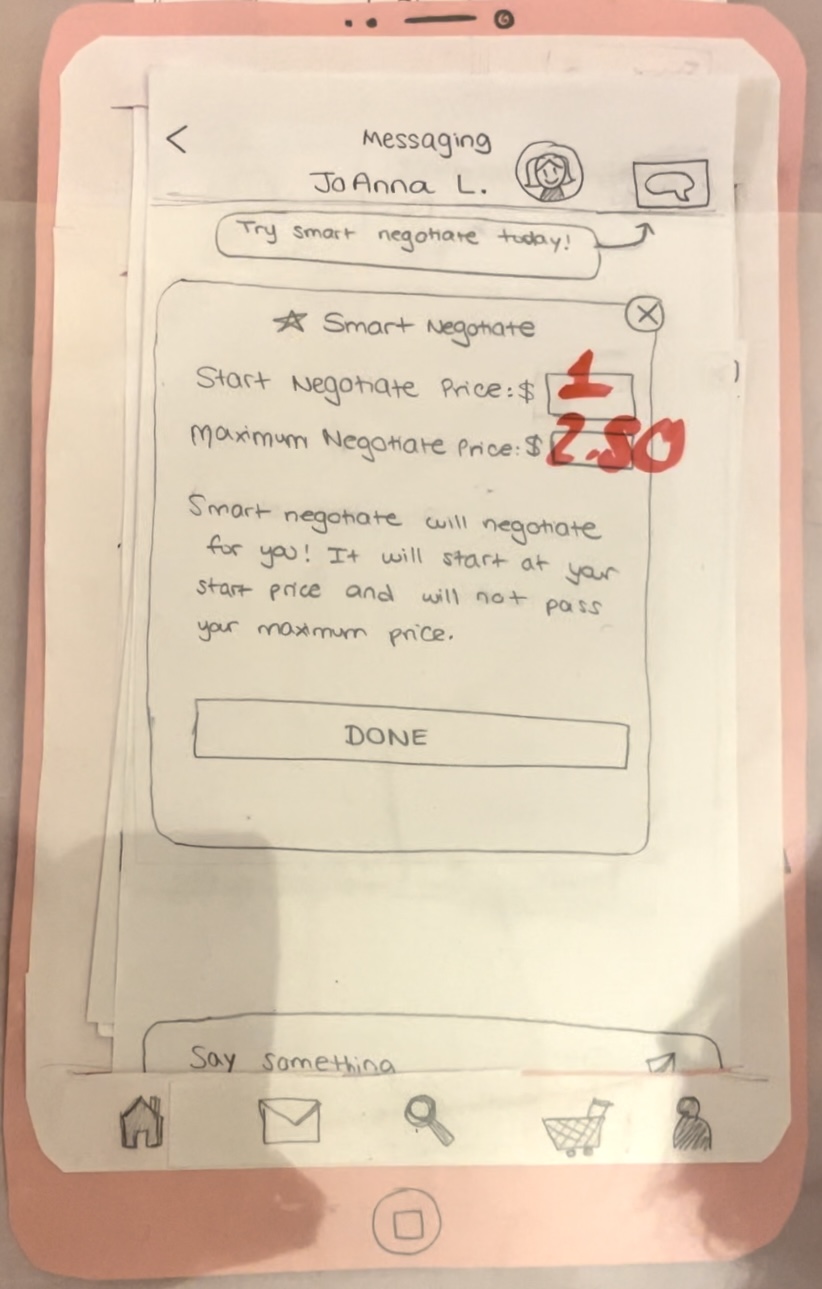 Messaging
JoAnna L.
Try smart negotiate today!
Smart Negotiate
Start Negotiate Price: $ 1
Maximum Negotiate Price: $ 2.50
Smart negotiate will negotiate
for you! It will start at your
start price and will not pass
your maximum price.
DONE
Say something